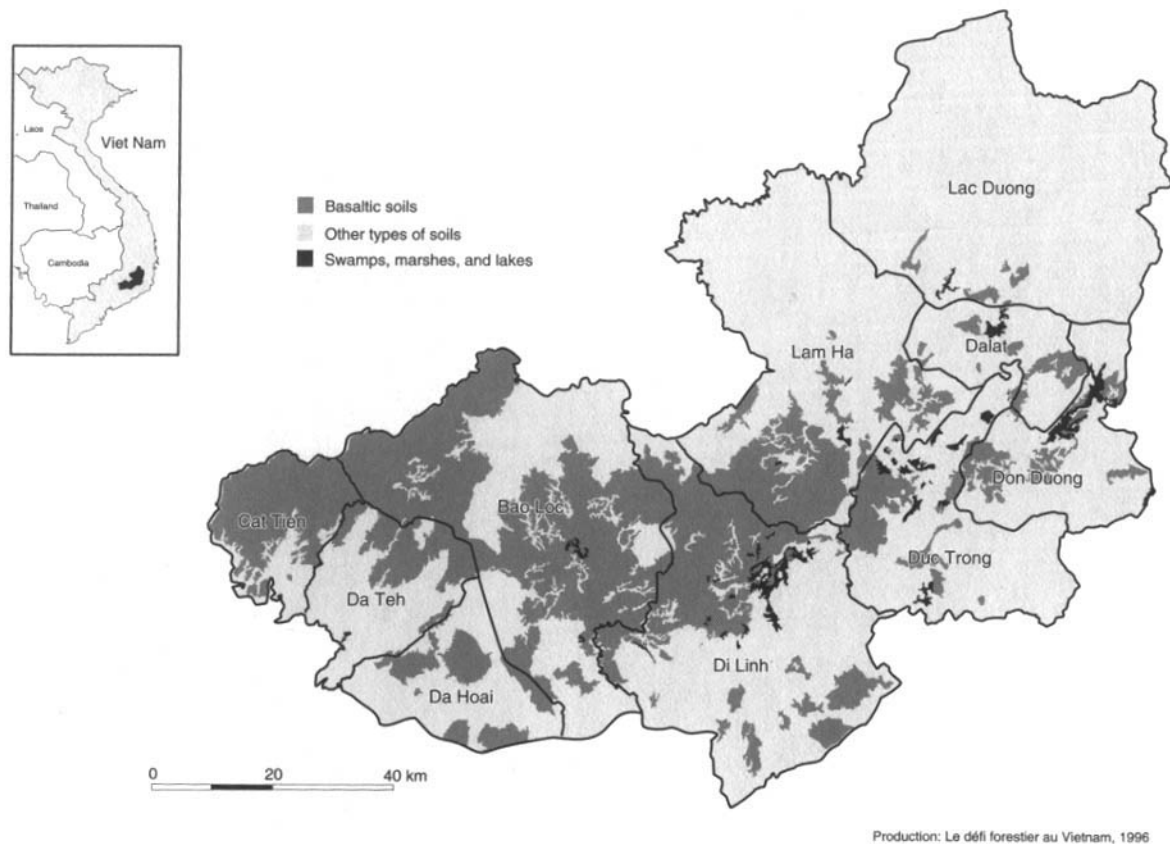 Laos
Viet Nam
Thailand
Cambodia
Basaltic soils
Other types of soils
Swamps, marshes, and lakes
Lac Duong
Lam Ha
Dalat
Bao Loc
Don Duong
Cat Tien
Duc Trong
Da Teh
Di Linh
Da Hoai
0 20 40 km
Production: Le défi forestier au Vietnam, 1996